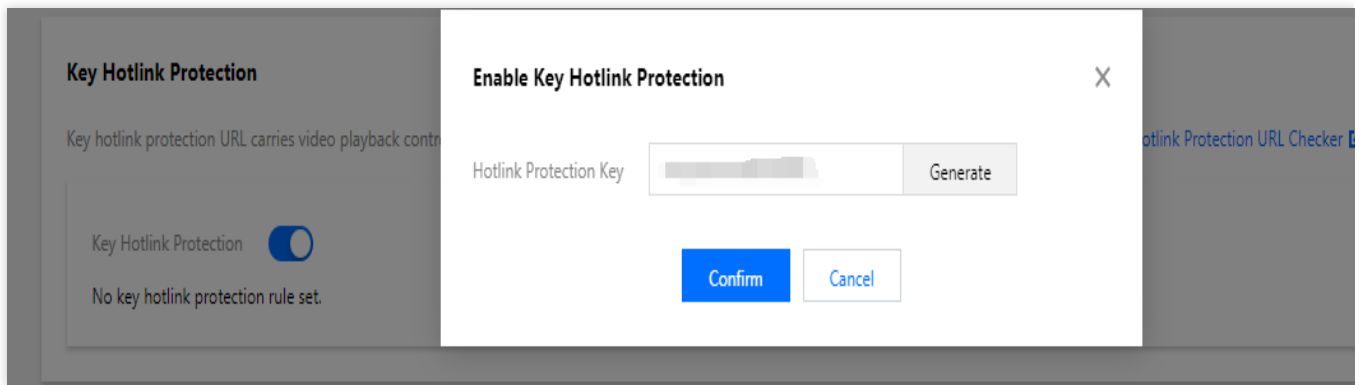 Key Hotlink Protection
Key hotlink protection URL carries video playback contr
otlink Protection URL Checker
Key Hotlink Protection
No key hotlink protection rule set.
Enable Key Hotlink Protection
Hotlink Protection Key
Generate
Confirm
Cancel